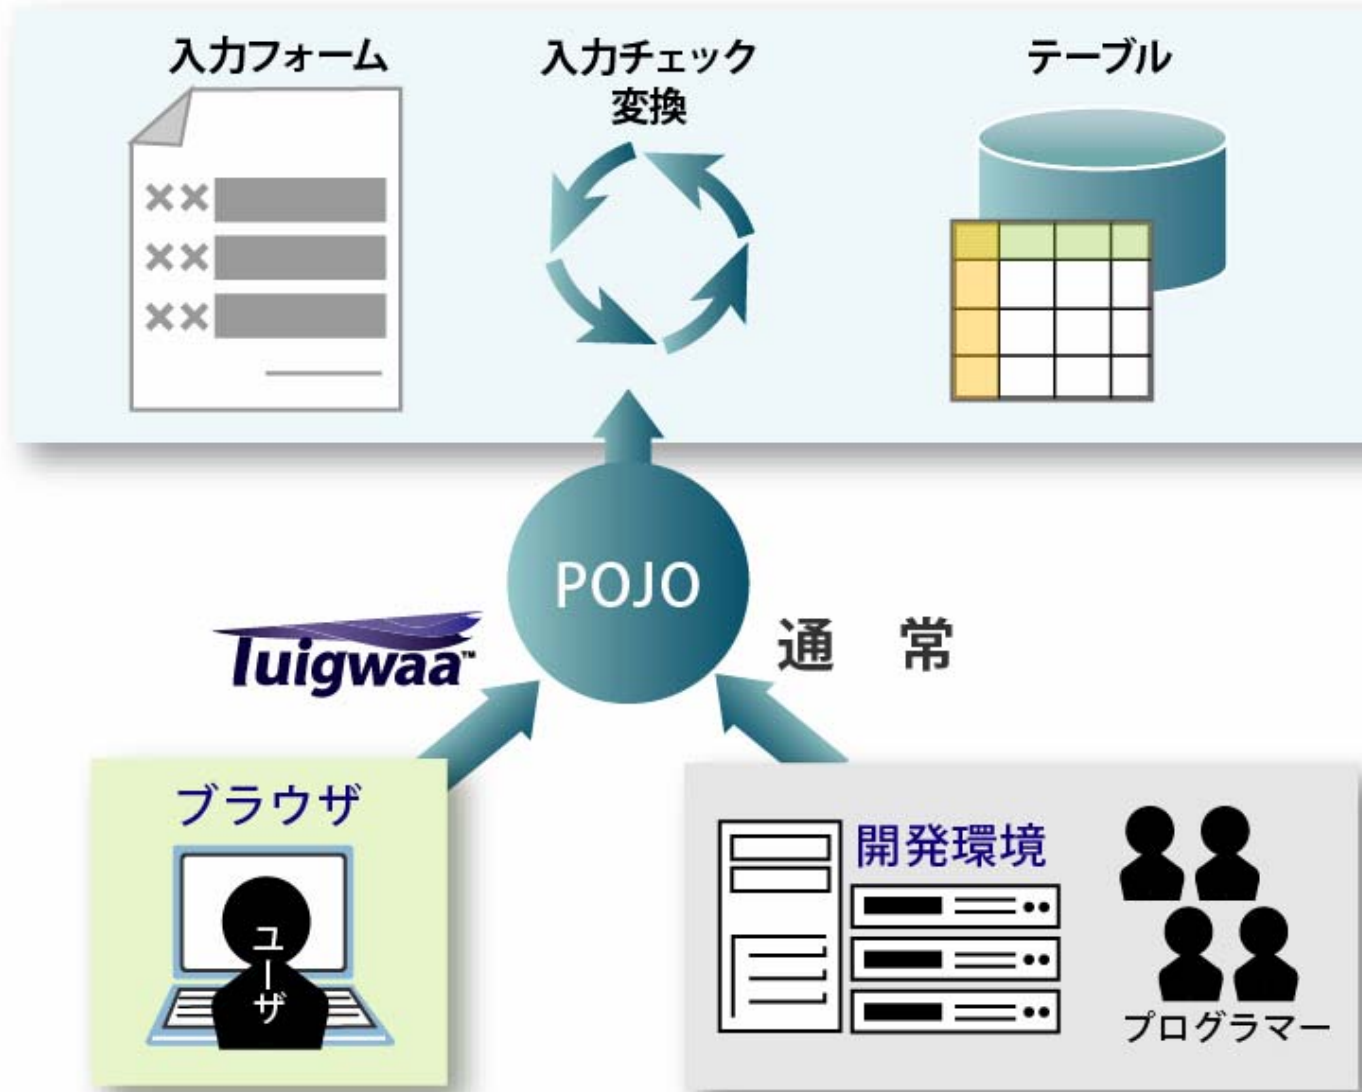 入力フォーム
入力チェック
変換
テーブル
××
××
××
POJO
Tuigwaa™
通 常
ブラウザ
ユーザ
開発環境
プログラマー